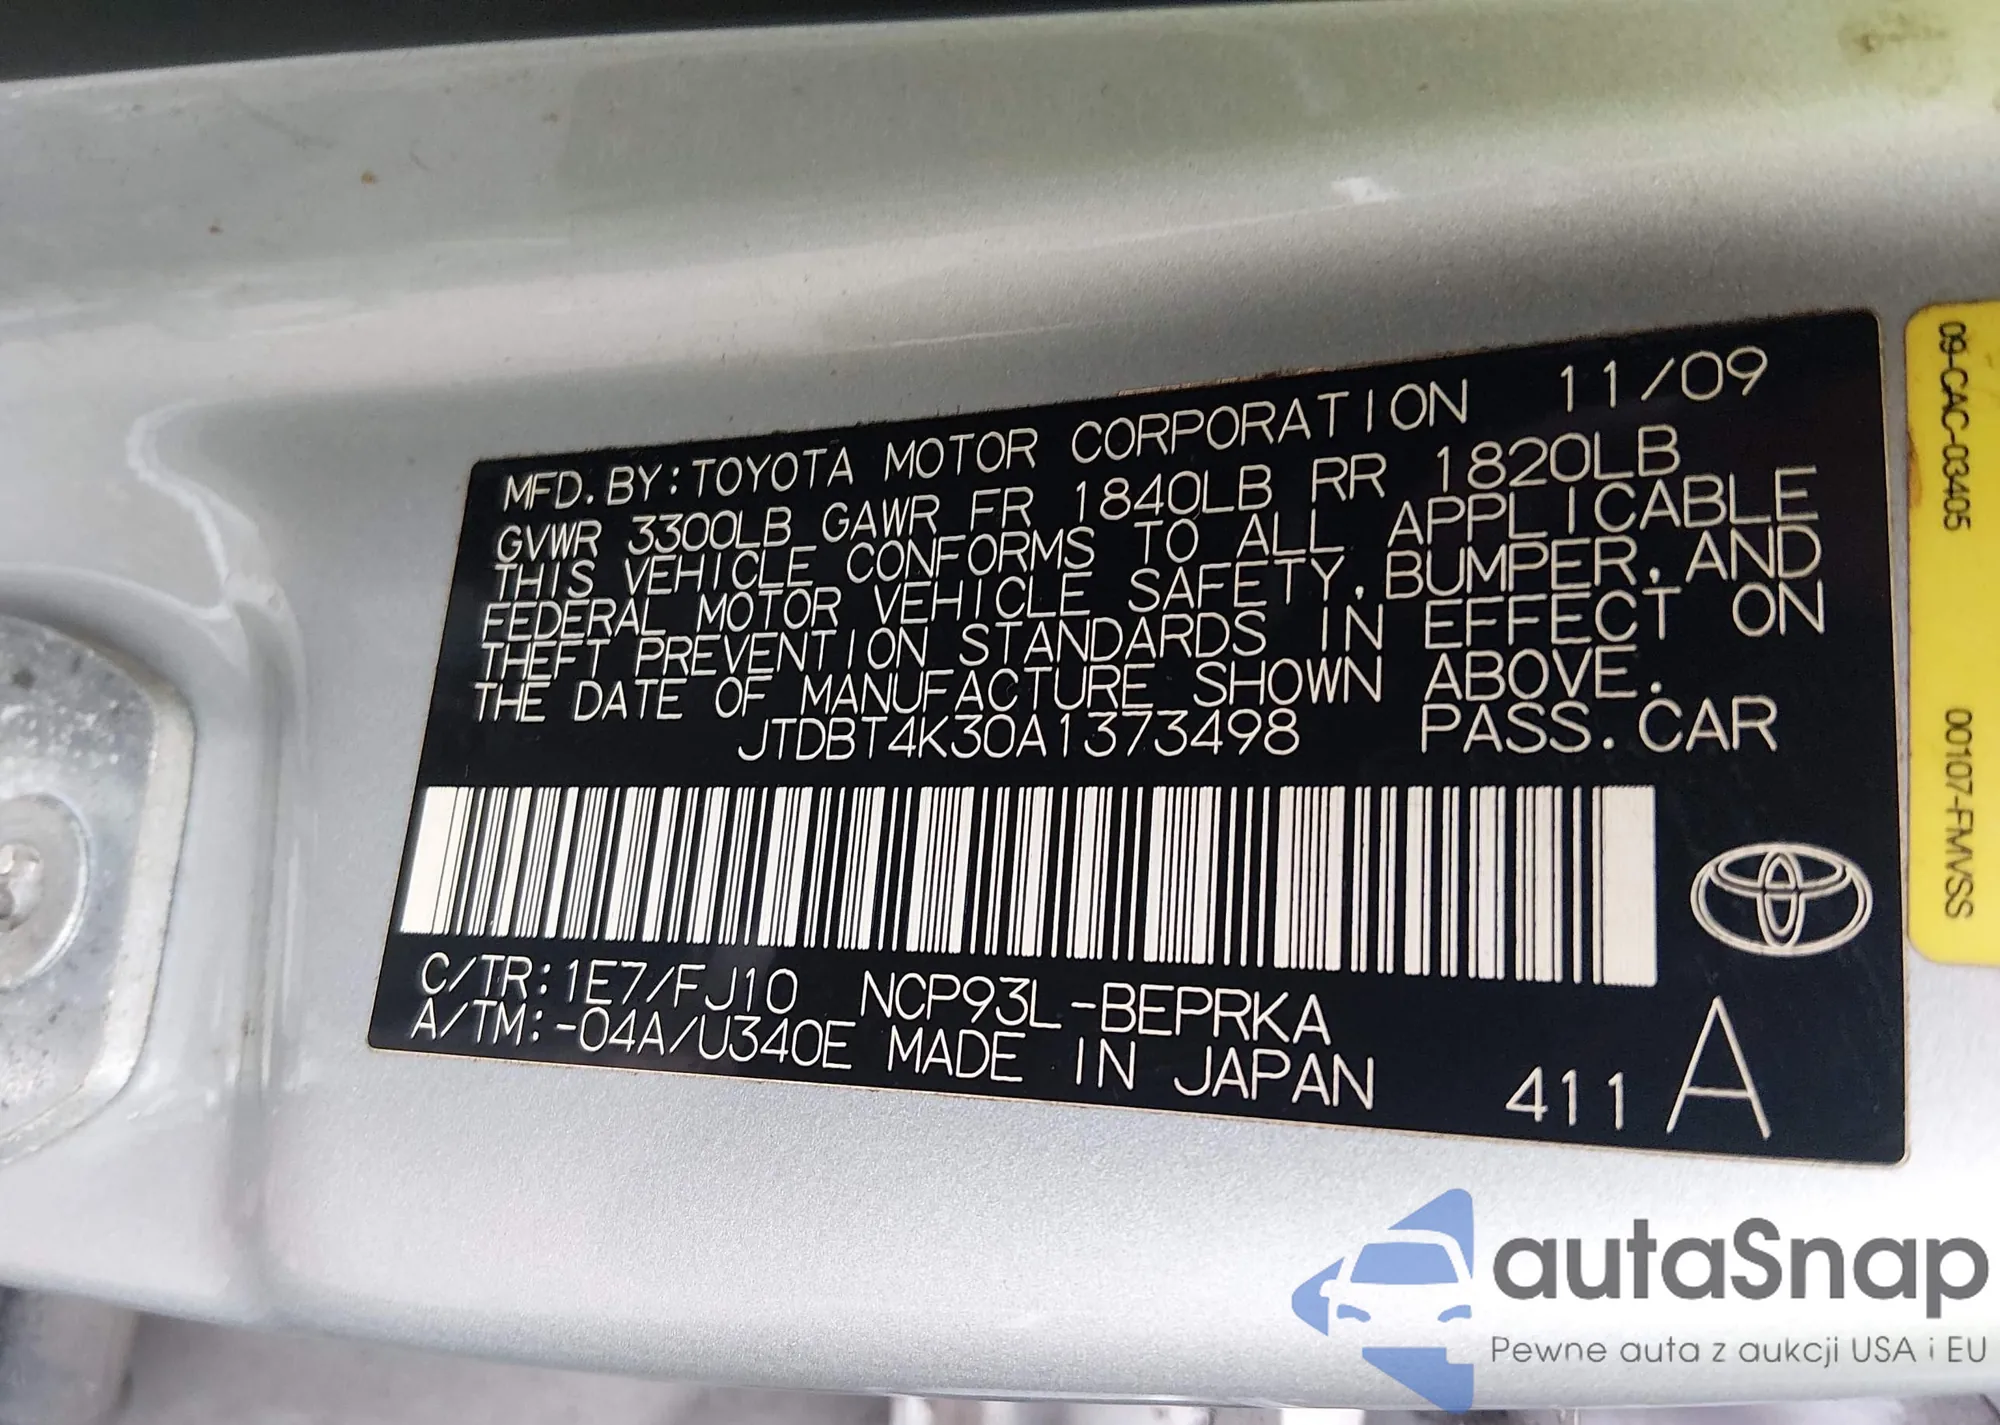 MFD. BY: TOYOTA MOTOR CORPORATION 11/09
GVWR 3300LB GAWR FR 1840LB RR 1820LB
THIS VEHICLE CONFORMS TO ALL APPLICABLE
FEDERAL MOTOR VEHICLE SAFETY, BUMPER, AND
THEFT PREVENTION STANDARDS IN EFFECT ON
THE DATE OF MANUFACTURE SHOWN ABOVE.
JTDBT4K30A1373498 PASS. CAR
C/TR: 1E7/FJ10 NCP93L-BEPRKA
A/TM: -04A/U340E MADE IN JAPAN
411 A
09-CAC-03405
00107-FMVSS
autaSnap
Pewne auta z aukcji USA i EU